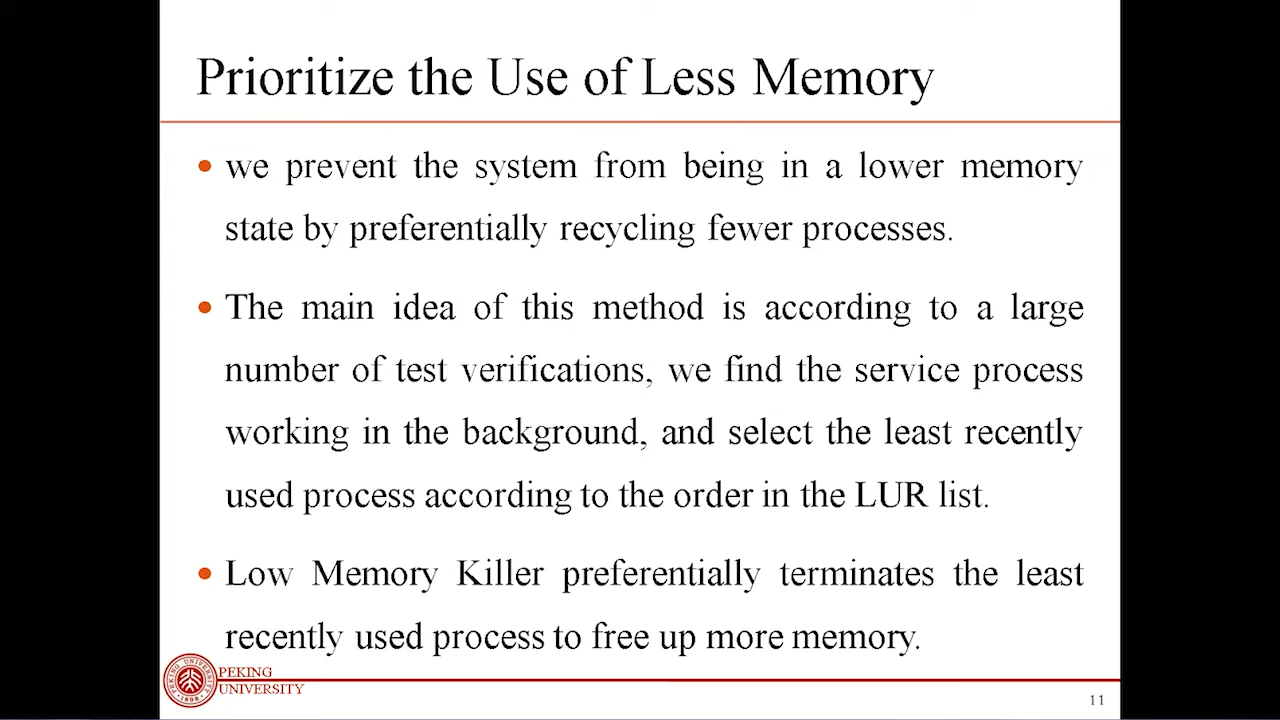 Prioritize the Use of Less Memory
• we prevent the system from being in a lower memory
state by preferentially recycling fewer processes.
• The main idea of this method is according to a large
number of test verifications, we find the service process
working in the background, and select the least recently
used process according to the order in the LUR list.
• Low Memory Killer preferentially terminates the least
recently used process to free up more memory.
PEKING
UNIVERSITY
PEKING UNIVERSITY
1898
11